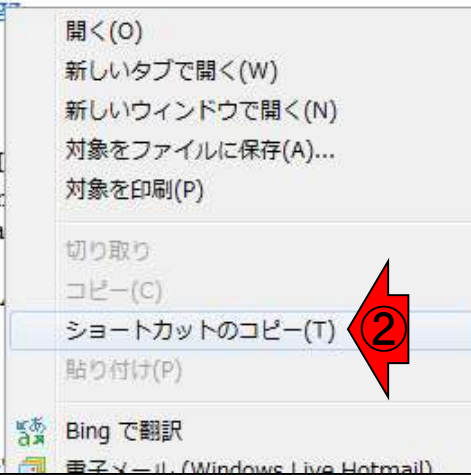 開く(O)
新しいタブで開く(W)
新しいウィンドウで開く(N)
対象をファイルに保存(A)...
対象を印刷(P)
切り取り
コピー(C)
ショートカットのコピー(T)
②
貼り付け(P)
Bing で翻訳
電子メール (Windows Live Hotmail)